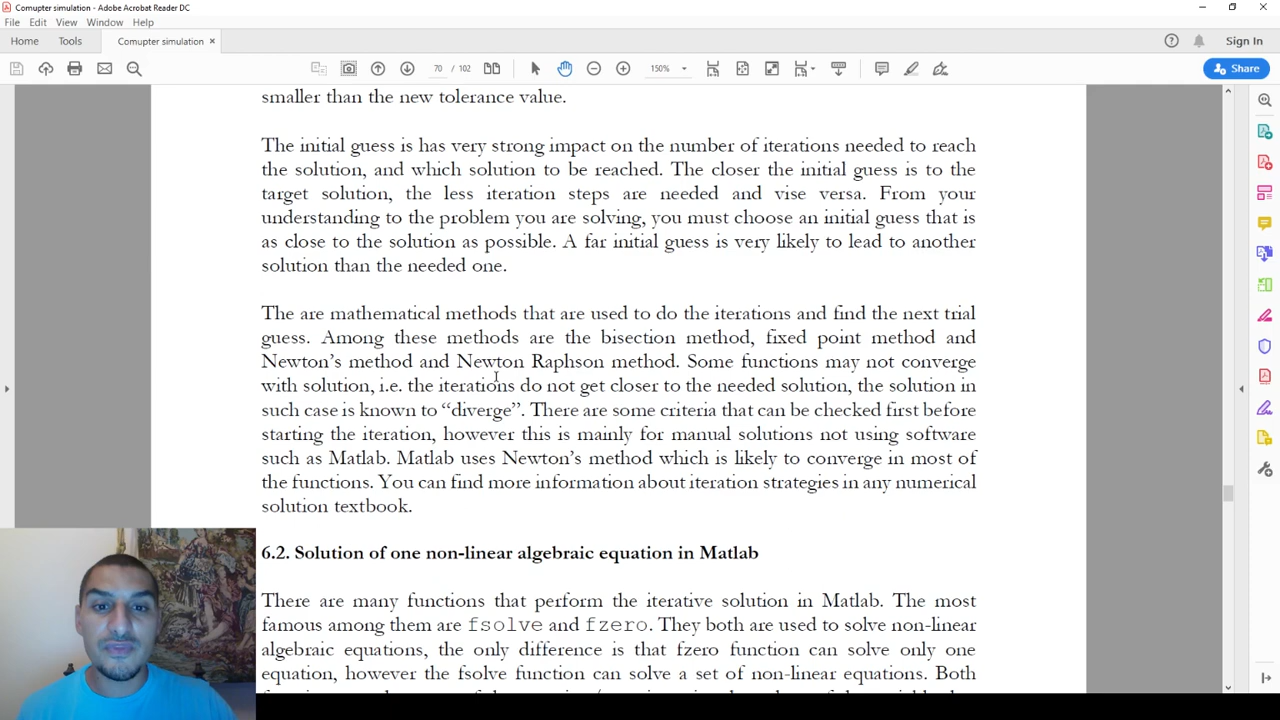 Comupter simulation - Adobe Acrobat Reader DC
File Edit View Window Help
Home Tools Comupter simulation × Sign In
70 / 102 150% Share
smaller than the new tolerance value.
The initial guess is has very strong impact on the number of iterations needed to reach
the solution, and which solution to be reached. The closer the initial guess is to the
target solution, the less iteration steps are needed and vise versa. From your
understanding to the problem you are solving, you must choose an initial guess that is
as close to the solution as possible. A far initial guess is very likely to lead to another
solution than the needed one.
The are mathematical methods that are used to do the iterations and find the next trial
guess. Among these methods are the bisection method, fixed point method and
Newton's method and Newton Raphson method. Some functions may not converge
with solution, i.e. the iterations do not get closer to the needed solution, the solution in
such case is known to “diverge”. There are some criteria that can be checked first before
starting the iteration, however this is mainly for manual solutions not using software
such as Matlab. Matlab uses Newton's method which is likely to converge in most of
the functions. You can find more information about iteration strategies in any numerical
solution textbook.
6.2. Solution of one non-linear algebraic equation in Matlab
There are many functions that perform the iterative solution in Matlab. The most
famous among them are fsolve and fzero. They both are used to solve non-linear
algebraic equations, the only difference is that fzero function can solve only one
equation, however the fsolve function can solve a set of non-linear equations. Both